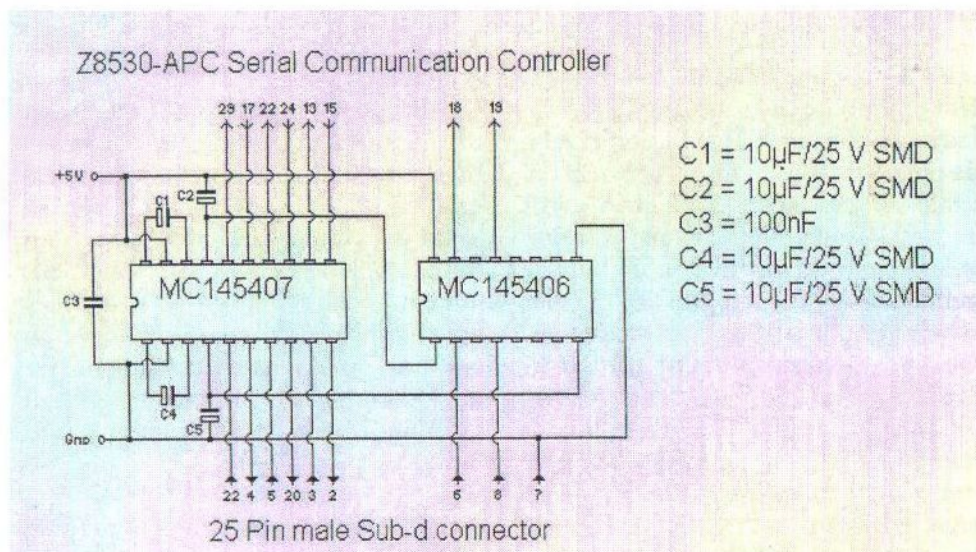 Z8530-APC Serial Communication Controller
29 17 22 24 13 15 18 19
+5V
C1
C2
C3
MC145407
MC145406
C4
C5
Gnd
22 4 5 20 3 2 6 8 7
25 Pin male Sub-d connector
C1 = 10µF/25 V SMD
C2 = 10µF/25 V SMD
C3 = 100nF
C4 = 10µF/25 V SMD
C5 = 10µF/25 V SMD